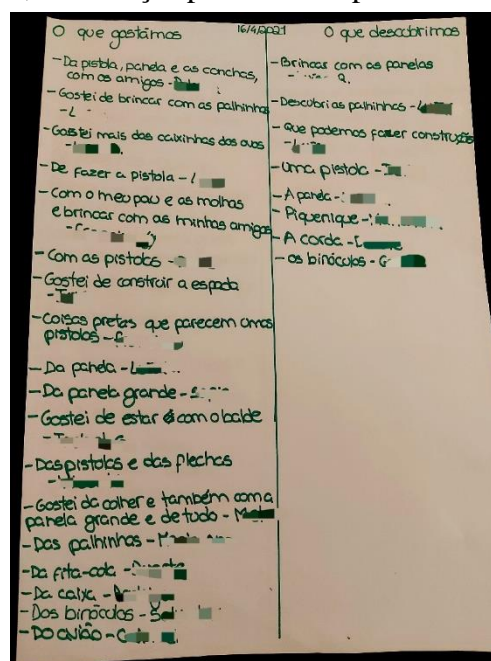 O que gostámos
16/4/2021
O que descobrimos
-Da pistola, panela e as conchas,
com os amigos -
-Gostei de brincar com as palhinhas
-Gostei mais das caixinhas dos ovos
-De fazer a pistola -
-Com o meu pau e as molhas
e brincar com as minhas amigas
-Com as pistolas -
-Gostei de construir a espada
-Coisas pretas que parecem umas
pistolas -
-Da panela -
-Da panela grande -
-Gostei de estar com o balde
-Das pistolas e das flechas
-Gostei da colher e também com a
panela grande e de tudo -
-Das palhinhas -
-Da fita-cola -
-Da caixa -
-Dos binóculos -
-Do avião -
-Brincar com as panelas
-Descobri as palhinhas -
-Que podemos fazer construções
-Uma pistola -
-A panela -
-Piquenique -
-A corda -
-os binóculos -